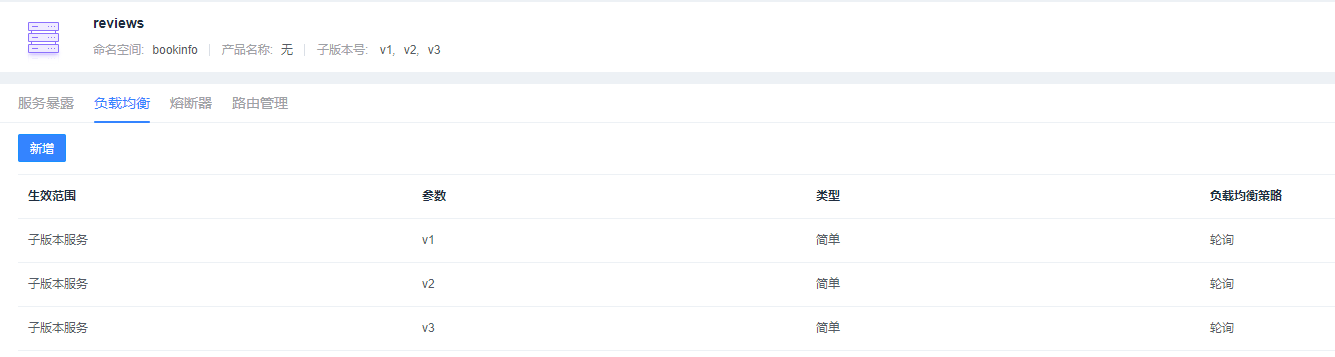 reviews
命名空间: bookinfo 产品名称: 无 子版本号: v1, v2, v3
服务暴露 负载均衡 熔断器 路由管理
新增
生效范围 参数 类型 负载均衡策略
子版本服务 v1 简单 轮询
子版本服务 v2 简单 轮询
子版本服务 v3 简单 轮询